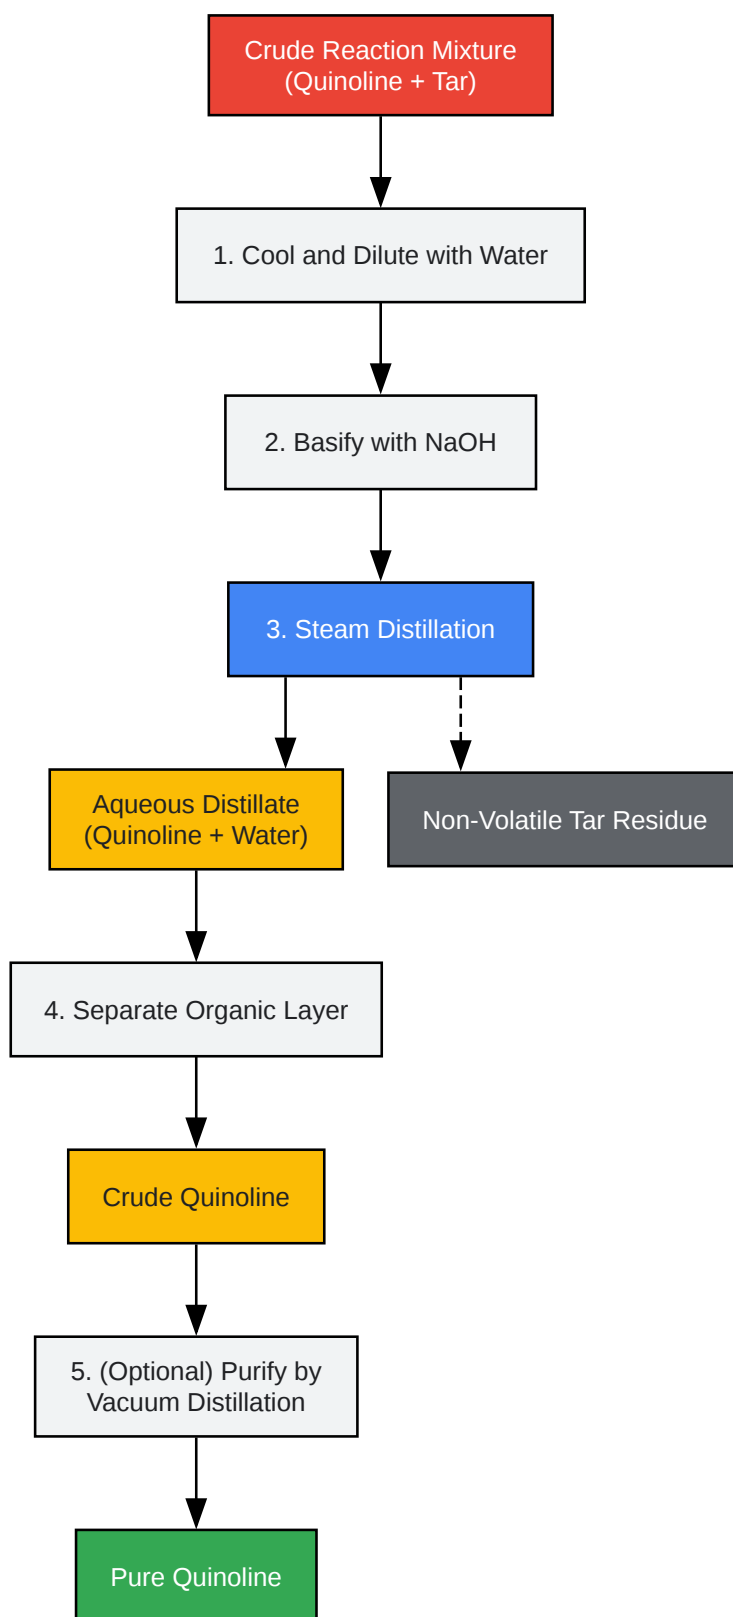 Crude Reaction Mixture
(Quinoline + Tar)
1. Cool and Dilute with Water
2. Basify with NaOH
3. Steam Distillation
Aqueous Distillate
(Quinoline + Water)
Non-Volatile Tar Residue
4. Separate Organic Layer
Crude Quinoline
5. (Optional) Purify by
Vacuum Distillation
Pure Quinoline